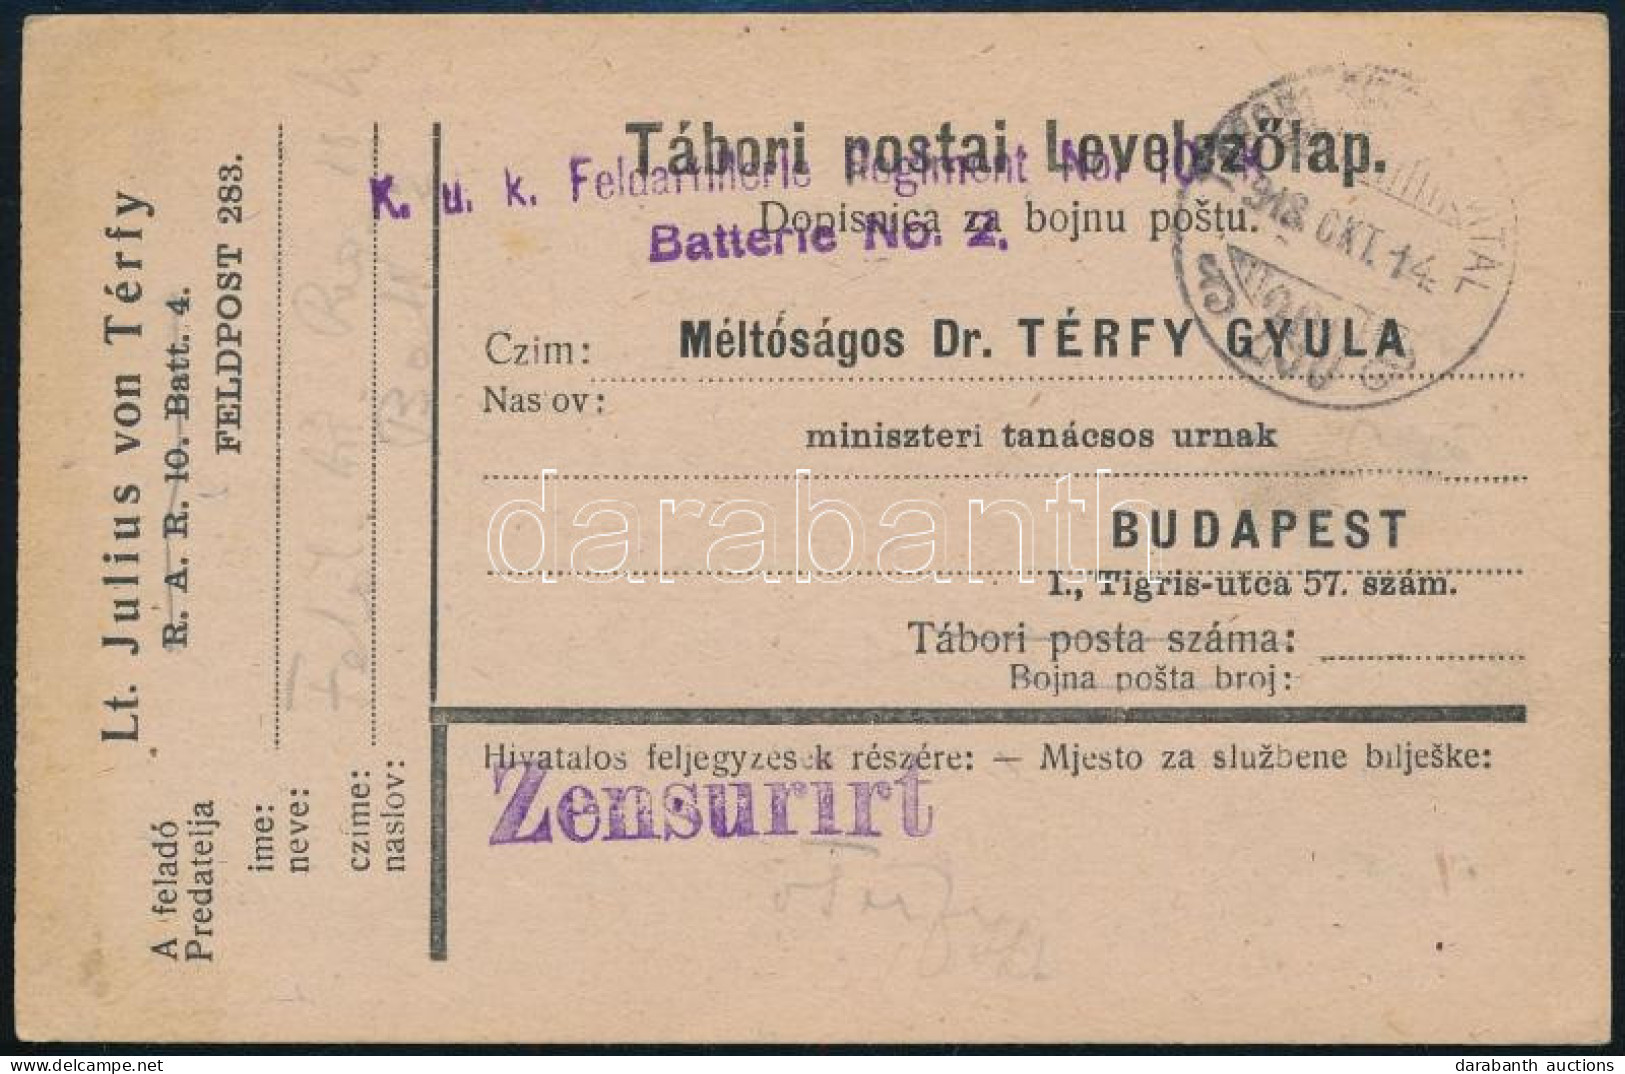 Tábori postai Levelezőlap.
K. u. k. Feldartillerie Regiment No.
Dopisnica za bojnu poštu.
Batterie No. 2.
918. OKT. 14.
Czim: Méltóságos Dr. TÉRFY GYULA
Naslov:
miniszteri tanácsos urnak
BUDAPEST
I., Tigris-utca 57. szám.
Tábori posta száma:
Bojna pošta broj:
Hivatalos feljegyzések részére: — Mjesto za službene bilješke:
Zensurirt
Lt. Julius von Térfy
R. A. R. 10. Batt. 4.
FELDPOST 283.
A feladó
Predatelja
ime:
neve:
czime:
naslov:
darabanth
darabanth auctions